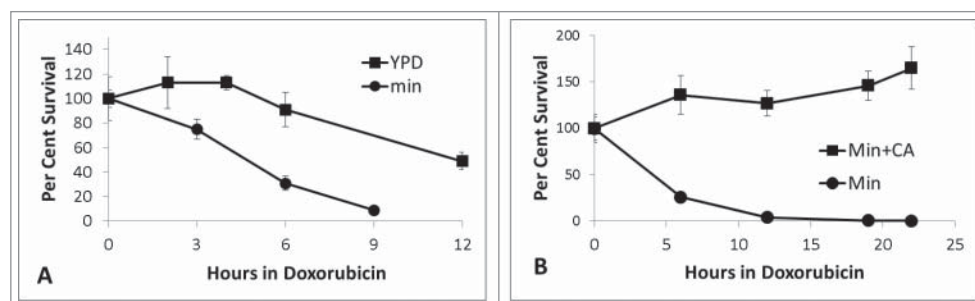 140
120
100
80
60
40
20
0
Per Cent Survival
YPD
min
0 3 6 9 12
A
Hours in Doxorubicin
200
150
100
50
0
Per Cent Survival
Min+CA
Min
0 5 10 15 20 25
B
Hours in Doxorubicin